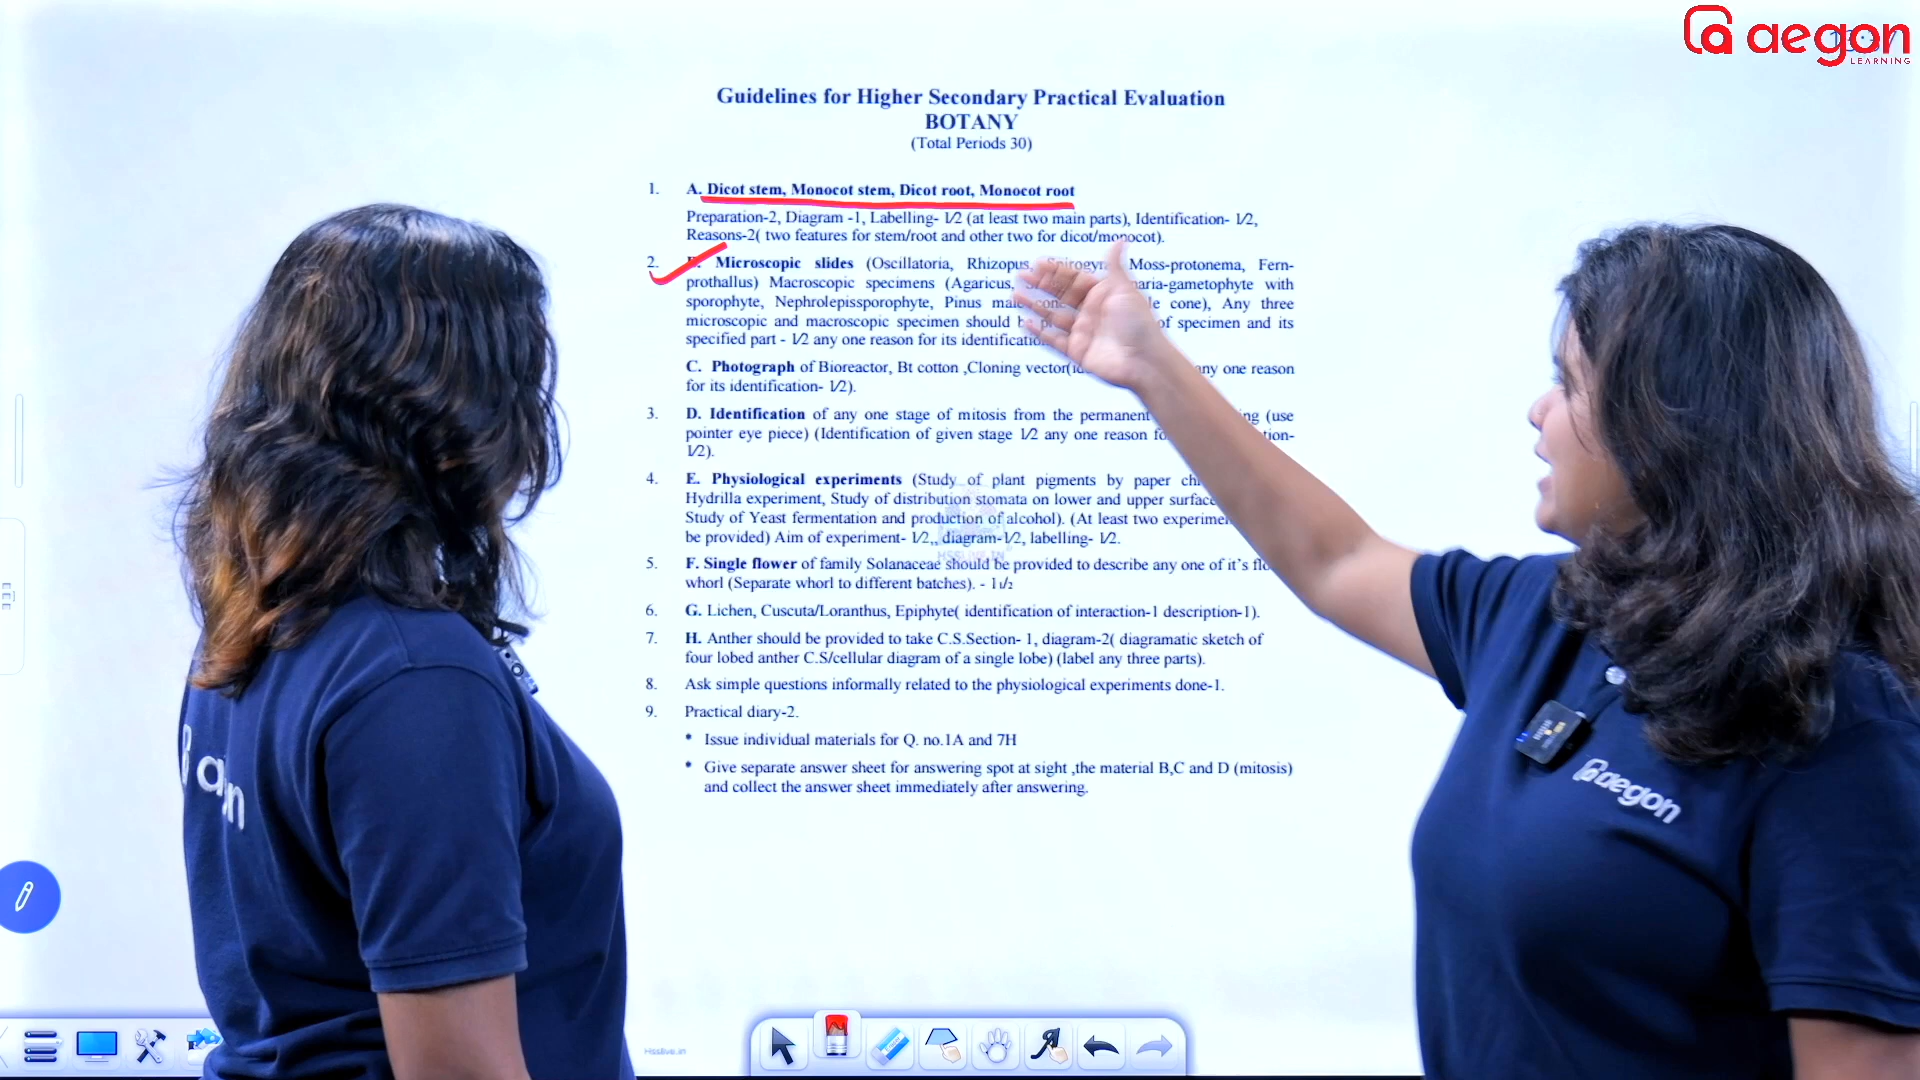 aegon
LEARNING
Guidelines for Higher Secondary Practical Evaluation
BOTANY
(Total Periods 30)
1. A. Dicot stem, Monocot stem, Dicot root, Monocot root
Preparation-2, Diagram -1, Labelling- 1/2 (at least two main parts), Identification- 1/2,
Reasons-2( two features for stem/root and other two for dicot/monocot).
2. Microscopic slides (Oscillatoria, Rhizopus, Spirogyra, Moss-protonema, Fern-
prothallus) Macroscopic specimens (Agaricus, gametophyte with
sporophyte, Nephrolepissporophyte, Pinus male cone), Any three
microscopic and macroscopic specimen should of specimen and its
specified part - 1/2 any one reason for its
C. Photograph of Bioreactor, Bt cotton ,Cloning any one reason
for its identification- 1/2).
3. D. Identification of any one stage of mitosis from the permanent (use
pointer eye piece) (Identification of given stage 1/2 any one reason
1/2).
4. E. Physiological experiments (Study of plant pigments by paper
Hydrilla experiment, Study of distribution stomata on lower and upper
Study of Yeast fermentation and production of alcohol). (At least two
be provided) Aim of experiment- 1/2,, diagram-1/2, labelling- 1/2.
HSSLIVE.IN
5. F. Single flower of family Solanaceae should be provided to describe any one of it's
whorl (Separate whorl to different batches). - 1 1/2
6. G. Lichen, Cuscuta/Loranthus, Epiphyte( identification of interaction-1 description-1).
7. H. Anther should be provided to take C.S.Section- 1, diagram-2( diagramatic sketch of
four lobed anther C.S/cellular diagram of a single lobe) (label any three parts).
8. Ask simple questions informally related to the physiological experiments done-1.
9. Practical diary-2.
• Issue individual materials for Q. no.1A and 7H
• Give separate answer sheet for answering spot at sight ,the material B,C and D (mitosis)
and collect the answer sheet immediately after answering.
aegon
Hsslive.in